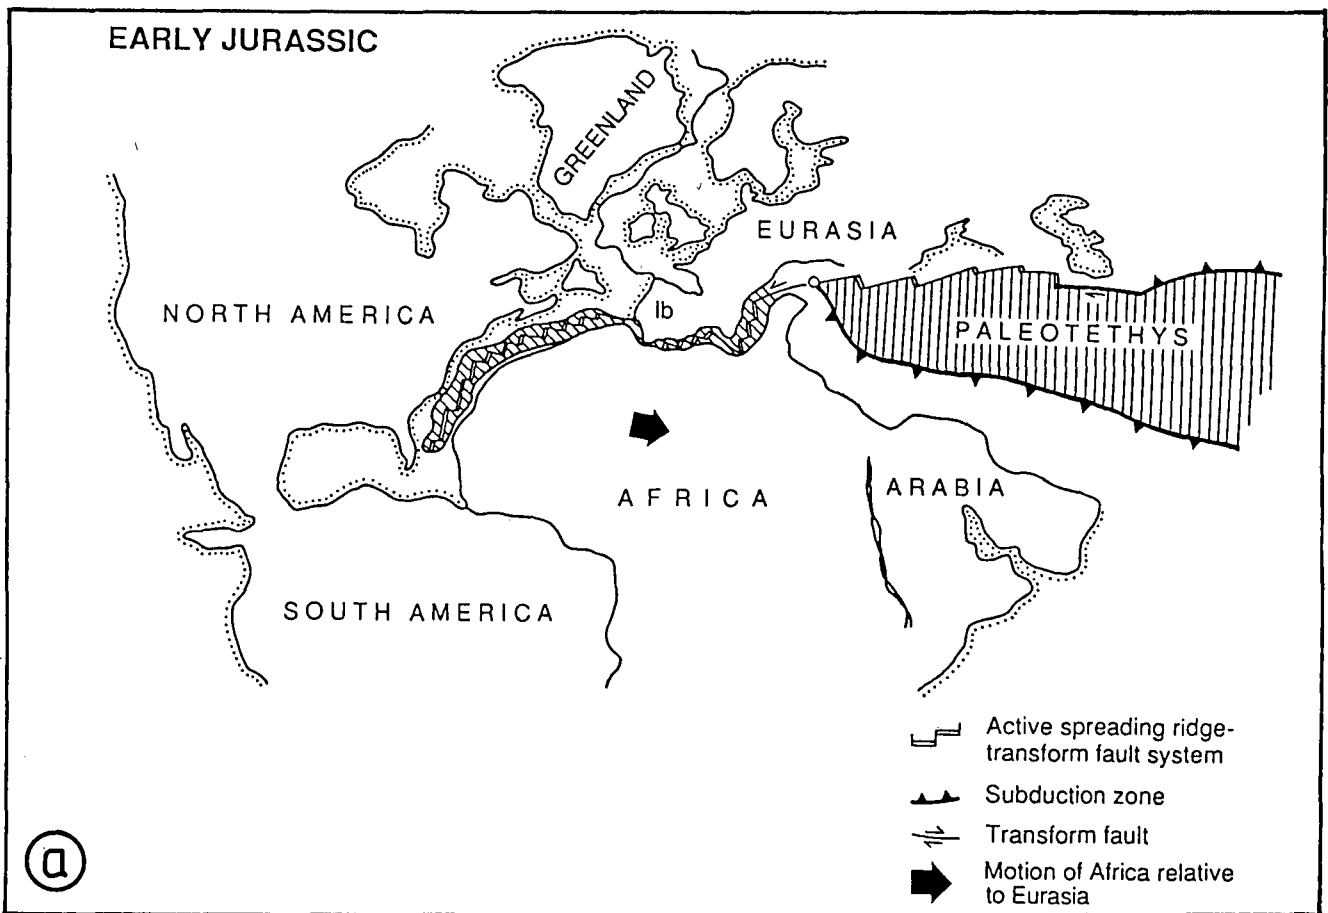 EARLY JURASSIC
GREENLAND
EURASIA
NORTH AMERICA
Ib
PALEOTETHYS
AFRICA
ARABIA
SOUTH AMERICA
Active spreading ridge-
transform fault system
Subduction zone
Transform fault
Motion of Africa relative
to Eurasia
a